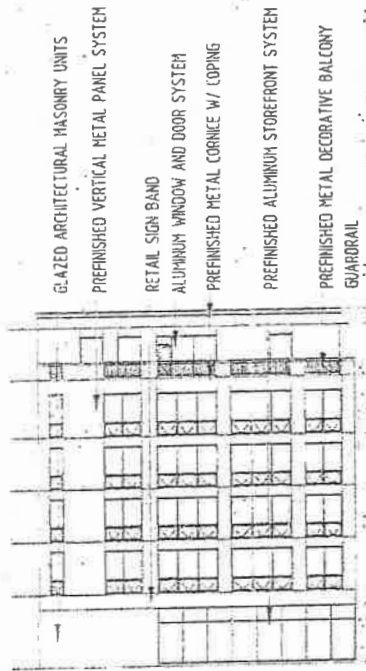 GLAZED ARCHITECTURAL MASONRY UNITS
PREFINISHED VERTICAL METAL PANEL SYSTEM
RETAIL SIGN BAND
ALUMINUM WINDOW AND DOOR SYSTEM
PREFINISHED METAL CORNICE W/ COPING
PREFINISHED ALUMINUM STOREFRONT SYSTEM
PREFINISHED METAL DECORATIVE BALCONY
GUARDRAIL